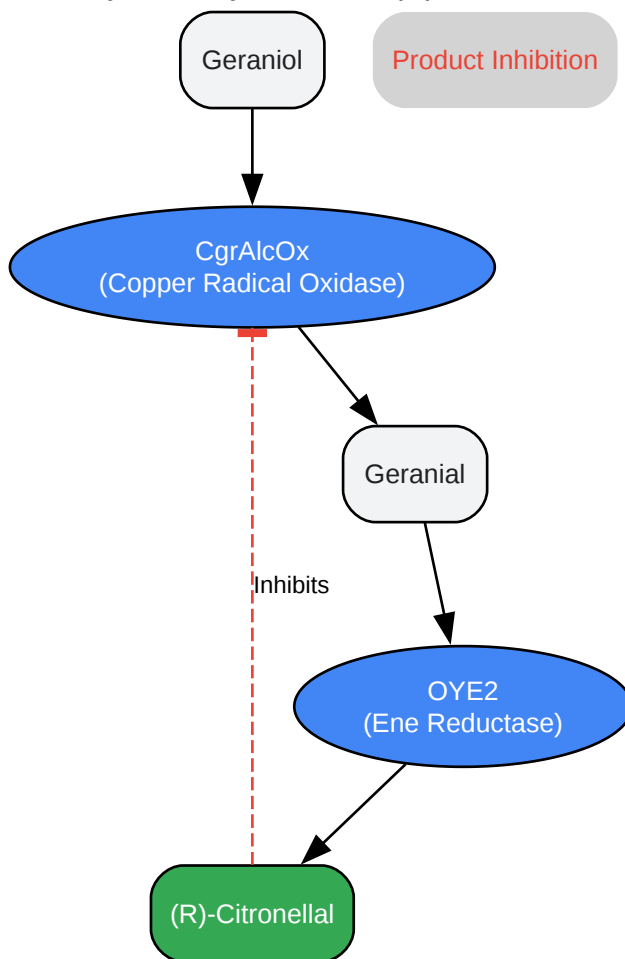 Geraniol
Product Inhibition
CgrAlcOx
(Copper Radical Oxidase)
Geranial
Inhibits
OYE2
(Ene Reductase)
(R)-Citronellal